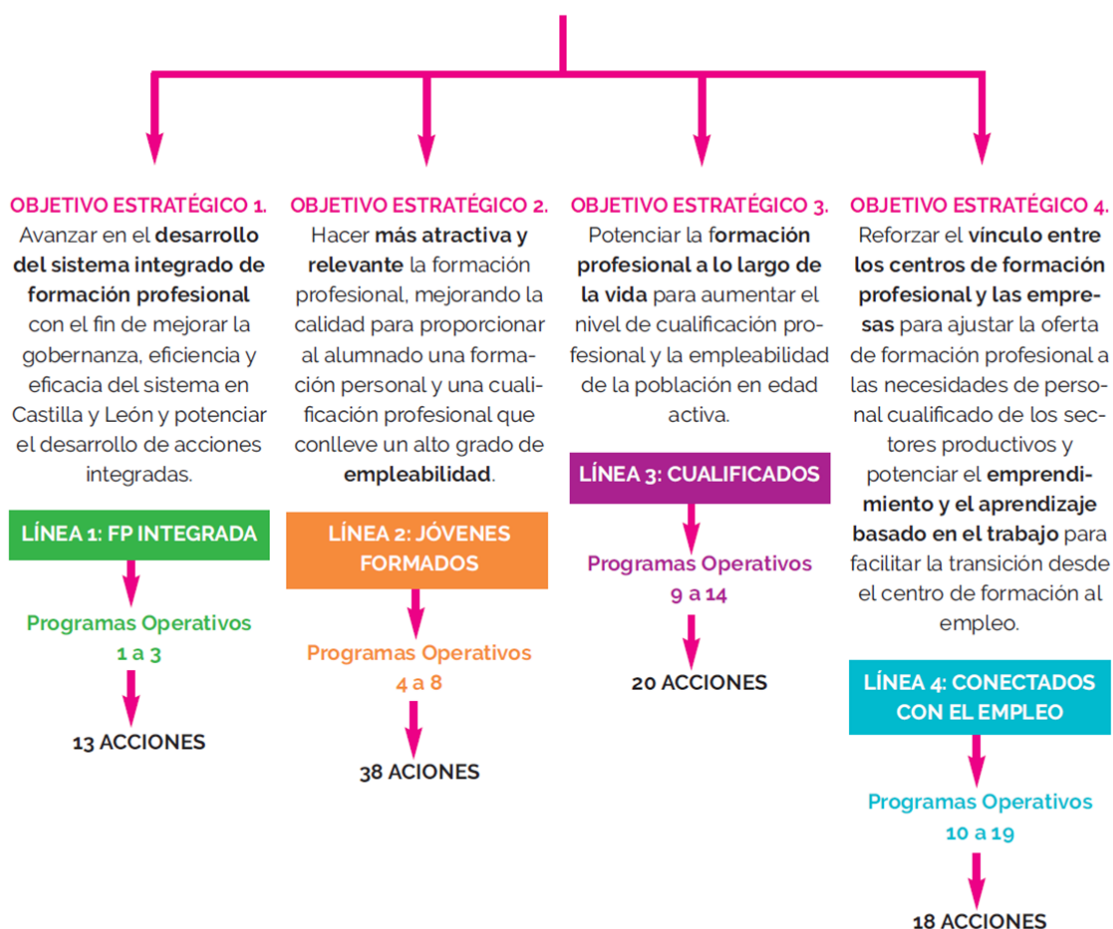 OBJETIVO ESTRATÉGICO 1.
Avanzar en el desarrollo
del sistema integrado de
formación profesional
con el fin de mejorar la
gobernanza, eficiencia y
eficacia del sistema en
Castilla y León y potenciar
el desarrollo de acciones
integradas.
LÍNEA 1: FP INTEGRADA
Programas Operativos
1 a 3
13 ACCIONES
OBJETIVO ESTRATÉGICO 2.
Hacer más atractiva y
relevante la formación
profesional, mejorando la
calidad para proporcionar
al alumnado una forma-
ción personal y una cuali-
ficación profesional que
conlleve un alto grado de
empleabilidad.
LÍNEA 2: JÓVENES
FORMADOS
Programas Operativos
4 a 8
38 ACIONES
OBJETIVO ESTRATÉGICO 3.
Potenciar la formación
profesional a lo largo de
la vida para aumentar el
nivel de cualificación pro-
fesional y la empleabilidad
de la población en edad
activa.
LÍNEA 3: CUALIFICADOS
Programas Operativos
9 a 14
20 ACCIONES
OBJETIVO ESTRATÉGICO 4.
Reforzar el vínculo entre
los centros de formación
profesional y las empre-
sas para ajustar la oferta
de formación profesional a
las necesidades de perso-
nal cualificado de los sec-
tores productivos y
potenciar el emprendi-
miento y el aprendizaje
basado en el trabajo para
facilitar la transición desde
el centro de formación al
empleo.
LÍNEA 4: CONECTADOS
CON EL EMPLEO
Programas Operativos
10 a 19
18 ACCIONES